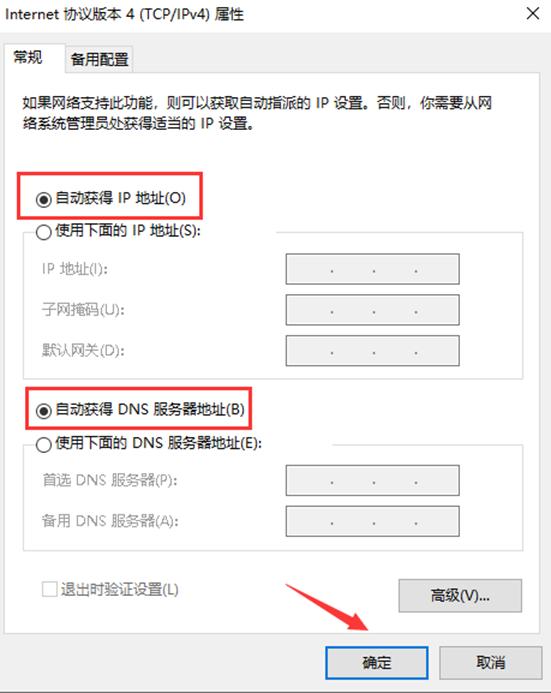 Internet 协议版本 4 (TCP/IPv4) 属性
常规
备用配置
如果网络支持此功能，则可以获取自动指派的 IP 设置。否则，你需要从网
络系统管理员处获得适当的 IP 设置。
自动获得 IP 地址(O)
使用下面的 IP 地址(S):
IP 地址(I):
子网掩码(U):
默认网关(D):
自动获得 DNS 服务器地址(B)
使用下面的 DNS 服务器地址(E):
首选 DNS 服务器(P):
备用 DNS 服务器(A):
退出时验证设置(L)
高级(V)...
确定
取消